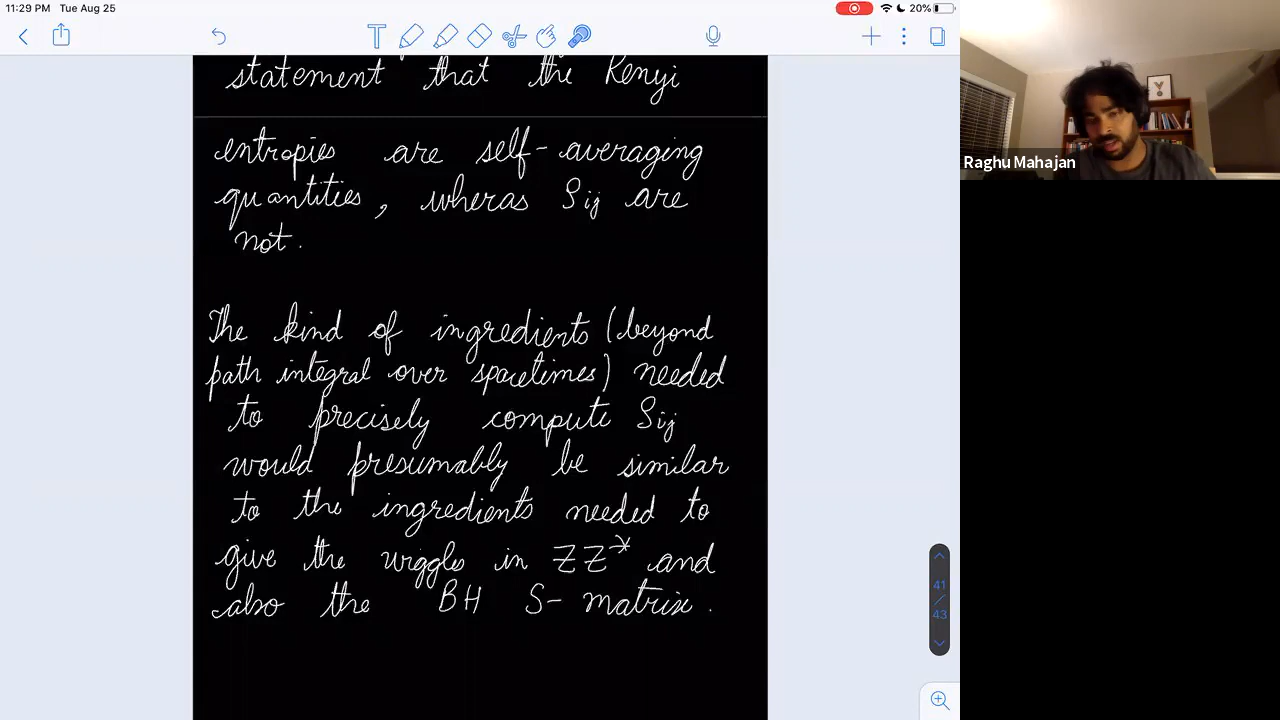 11:29 PM Tue Aug 25
20%
statement that the Renyi
entropies are self-averaging
quantities, wheras Sij are
not.
The kind of ingredients (beyond
path integral over spacetimes) needed
to precisely compute Sij
would presumably be similar
to the ingredients needed to
give the wiggles in ZZ* and
also the BH S-matrix.
41
/
43
Raghu Mahajan